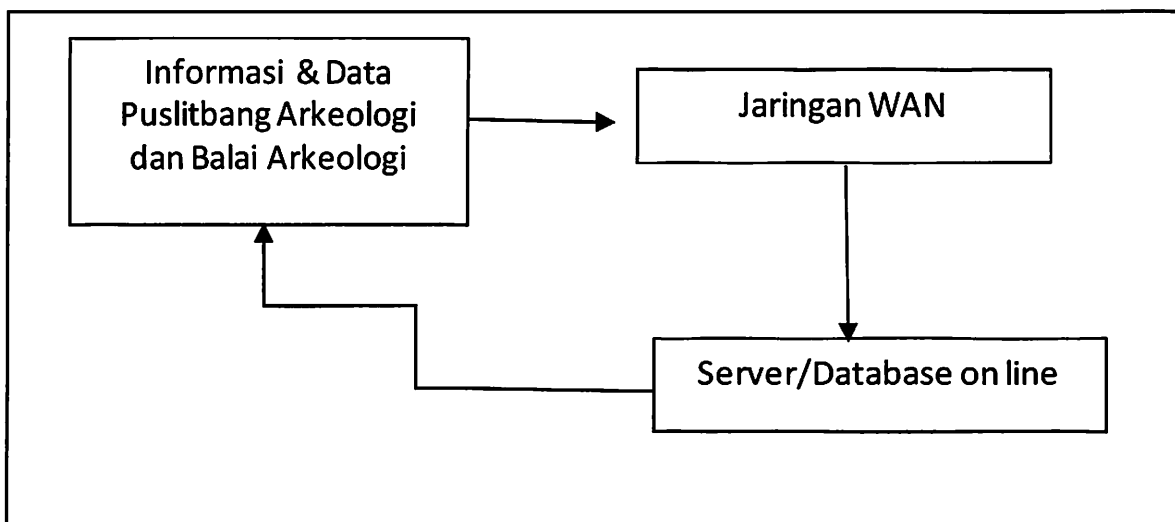 Informasi & Data
Puslitbang Arkeologi
dan Balai Arkeologi
Jaringan WAN
Server/Database on line